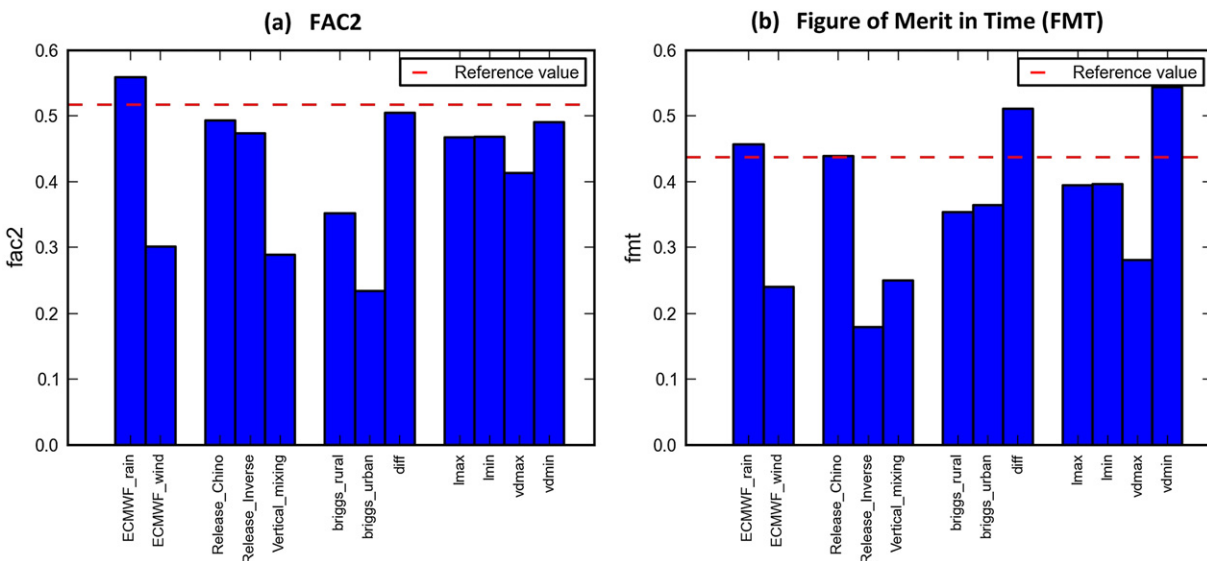 (a) FAC2
Reference value
0.6
0.5
0.4
0.3
0.2
0.1
0.0
fac2
ECMWF_rain
ECMWF_wind
Release_Chino
Release_Inverse
Vertical_mixing
briggs_rural
briggs_urban
diff
lmax
lmin
vdmax
vdmin
(b) Figure of Merit in Time (FMT)
Reference value
0.6
0.5
0.4
0.3
0.2
0.1
0.0
fmt
ECMWF_rain
ECMWF_wind
Release_Chino
Release_Inverse
Vertical_mixing
briggs_rural
briggs_urban
diff
lmax
lmin
vdmax
vdmin